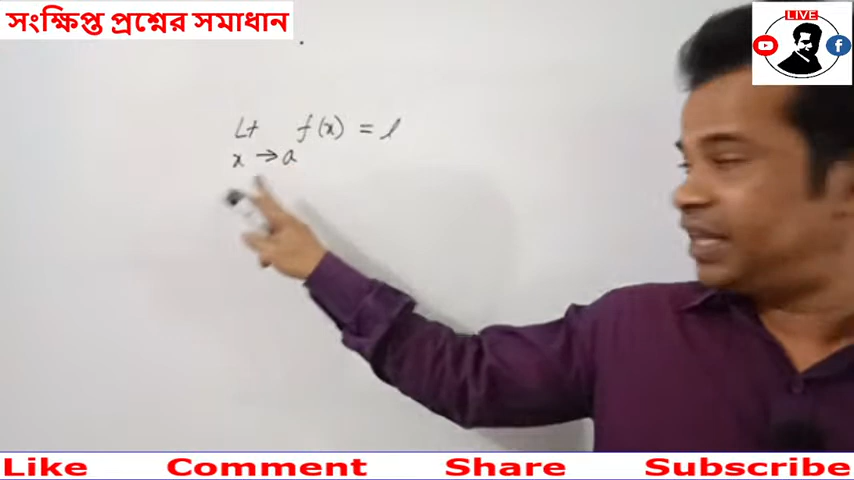 সংক্ষিপ্ত প্রশ্নের সমাধান
LIVE
Lt f(x) = l
x → a
Like Comment Share Subscribe